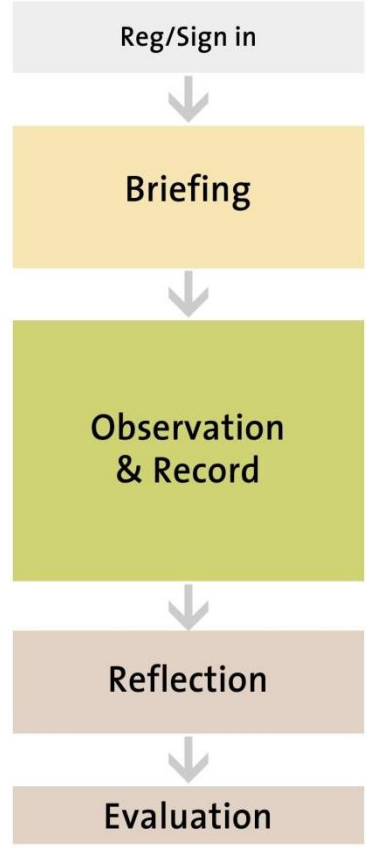 Reg/Sign in
Briefing
Observation
& Record
Reflection
Evaluation